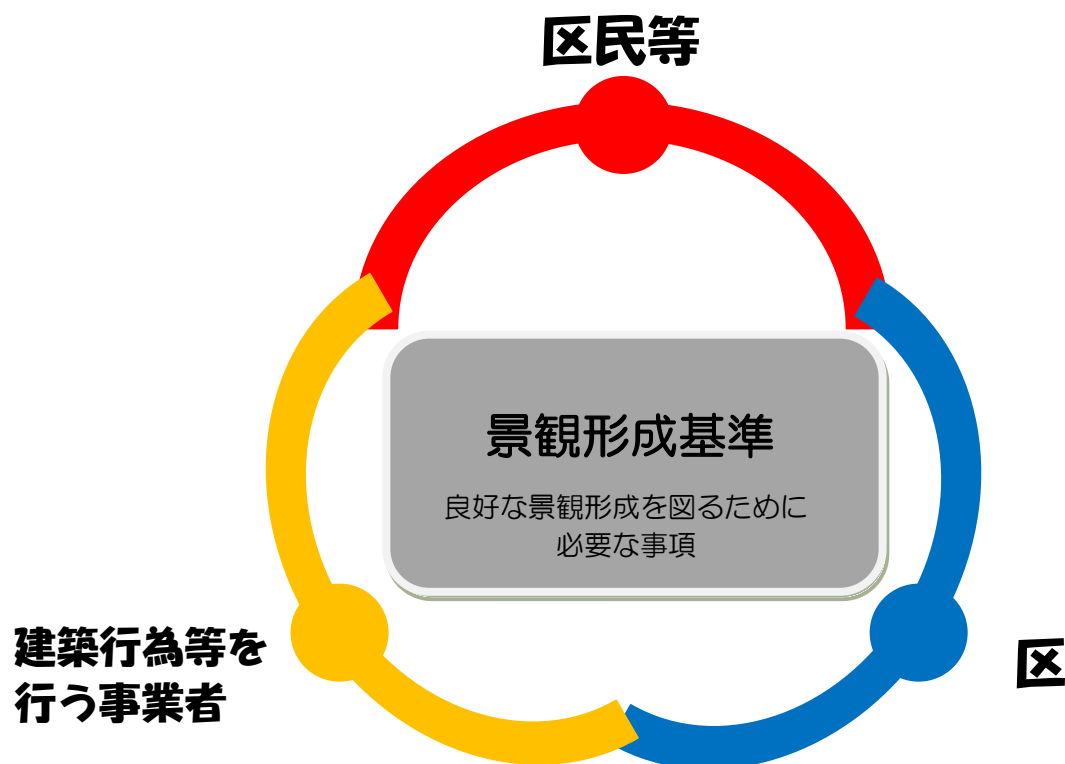 区民等
景観形成基準
良好な景観形成を図るために
必要な事項
建築行為等を
行う事業者
区